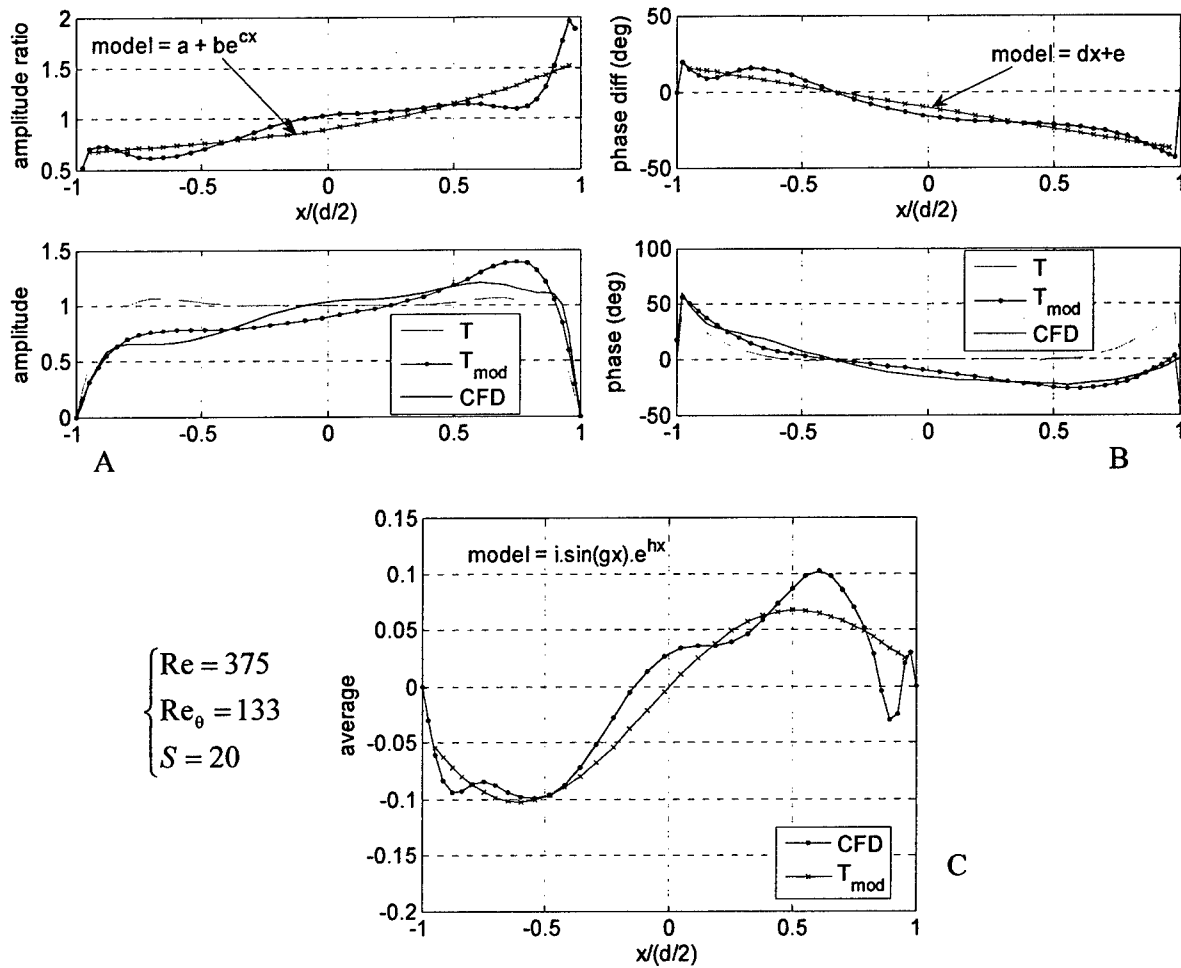 amplitude ratio
2
1.5
1
0.5
model = a + be^cx
-1 -0.5 0 0.5 1
x/(d/2)
phase diff (deg)
50
0
-50
model = dx+e
-1 -0.5 0 0.5 1
x/(d/2)
amplitude
1.5
1
0.5
0
T
T_mod
CFD
-1 -0.5 0 0.5 1
A
phase (deg)
100
50
0
-50
T
T_mod
CFD
-1 -0.5 0 0.5 1
B
Re = 375
Re_θ = 133
S = 20
average
0.15
0.1
0.05
0
-0.05
-0.1
-0.15
-0.2
model = i.sin(gx).e^hx
CFD
T_mod
-1 -0.5 0 0.5 1
x/(d/2)
C